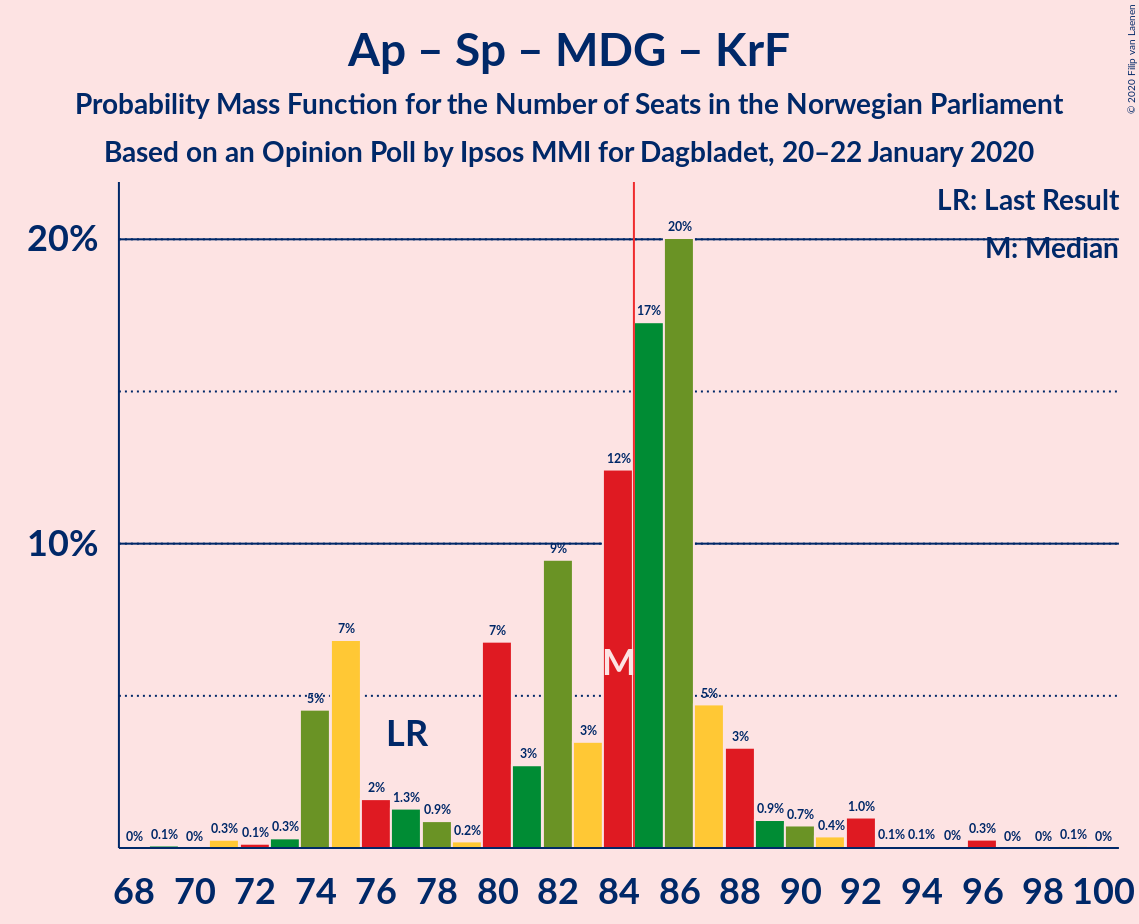 Ap – Sp – MDG – KrF
Probability Mass Function for the Number of Seats in the Norwegian Parliament
Based on an Opinion Poll by Ipsos MMI for Dagbladet, 20–22 January 2020
© 2020 Filip van Laenen
LR: Last Result
M: Median
20%
10%
0% 0.1% 0% 0.3% 0.1% 0.3% 5% 7% 2% 1.3% 0.9% 0.2% 7% 3% 9% 3% 12% 17% 20% 5% 3% 0.9% 0.7% 0.4% 1.0% 0.1% 0.1% 0% 0.3% 0% 0% 0.1% 0%
LR
M
68 70 72 74 76 78 80 82 84 86 88 90 92 94 96 98 100